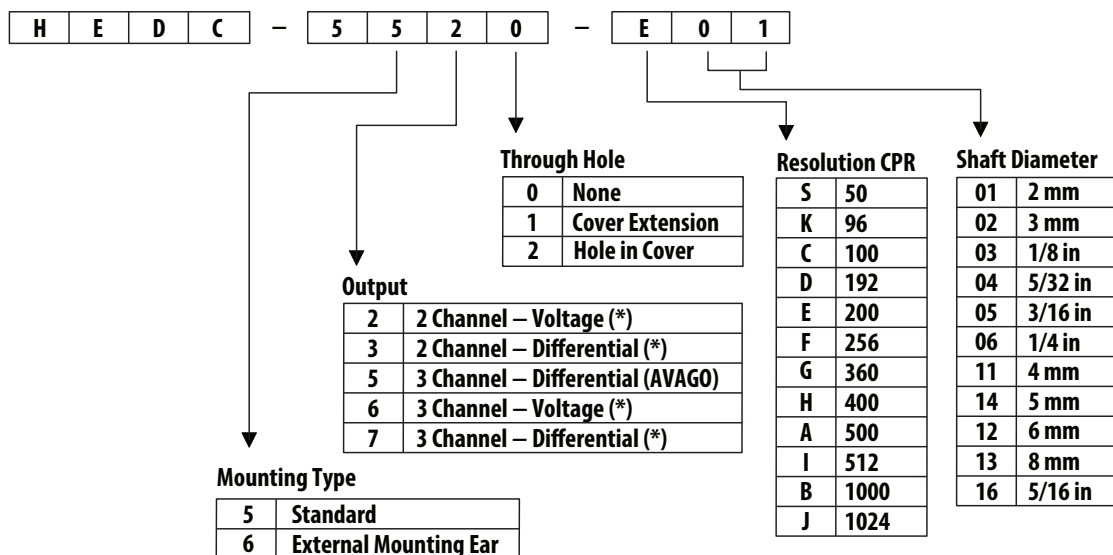 H E D C – 5 5 2 0 – E 0 1
Through Hole
0 None
1 Cover Extension
2 Hole in Cover
Resolution CPR
S 50
K 96
C 100
D 192
E 200
F 256
G 360
H 400
A 500
I 512
B 1000
J 1024
Shaft Diameter
01 2 mm
02 3 mm
03 1/8 in
04 5/32 in
05 3/16 in
06 1/4 in
11 4 mm
14 5 mm
12 6 mm
13 8 mm
16 5/16 in
Output
2 2 Channel – Voltage (*)
3 2 Channel – Differential (*)
5 3 Channel – Differential (AVAGO)
6 3 Channel – Voltage (*)
7 3 Channel – Differential (*)
Mounting Type
5 Standard
6 External Mounting Ear